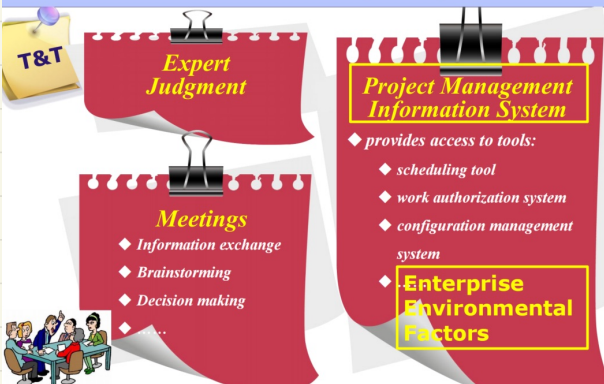 T&T
Expert
Judgment
Meetings
◆ Information exchange
◆ Brainstorming
◆ Decision making
◆ ......
Project Management
Information System
◆ provides access to tools:
◆ scheduling tool
◆ work authorization system
◆ configuration management
system
◆
Enterprise
Environmental
Factors